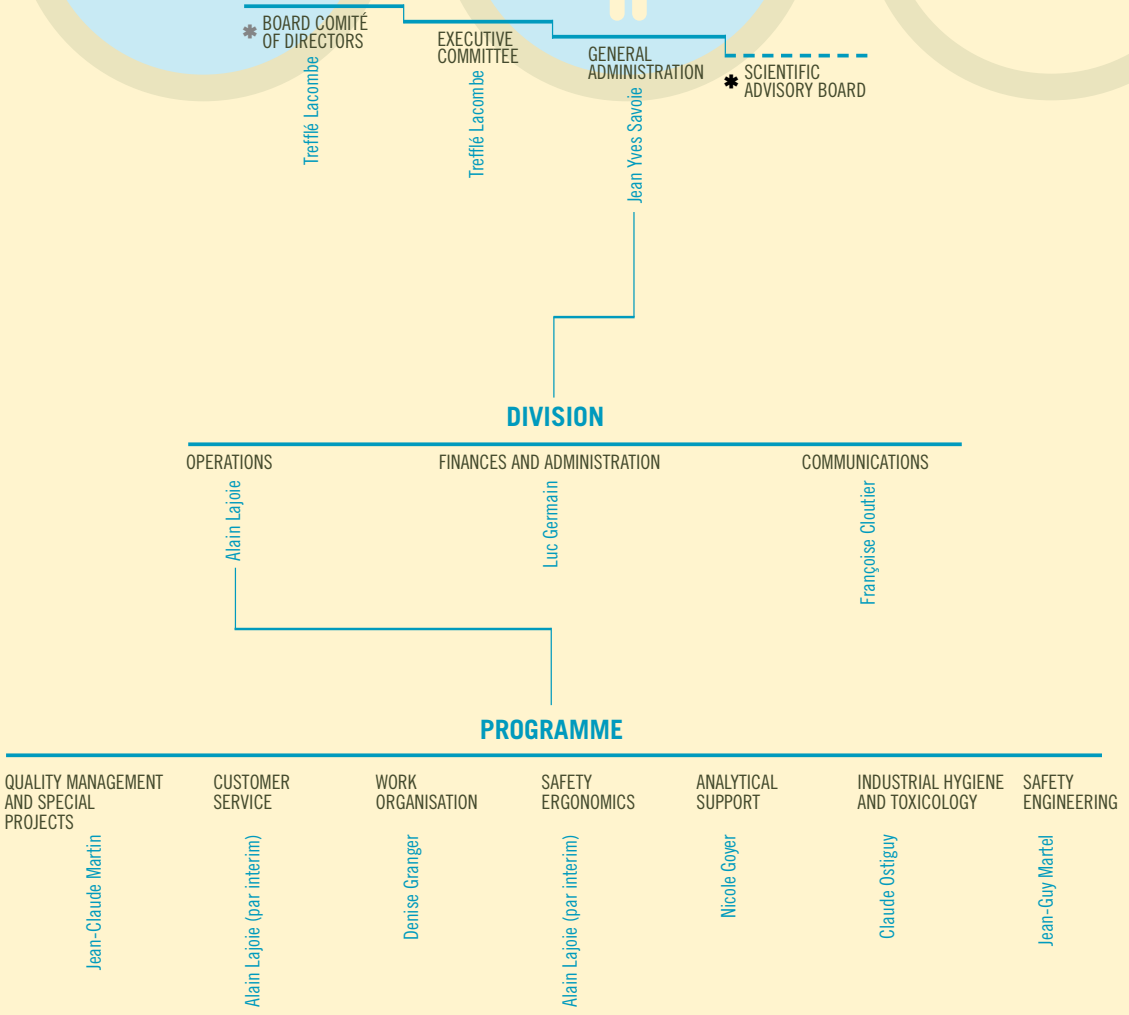 ✱ BOARD COMITÉ
OF DIRECTORS
Trefflé Lacombe
EXECUTIVE
COMMITTEE
Trefflé Lacombe
GENERAL
ADMINISTRATION
Jean Yves Savoie
✱ SCIENTIFIC
ADVISORY BOARD
DIVISION
OPERATIONS
Alain Lajoie
FINANCES AND ADMINISTRATION
Luc Germain
COMMUNICATIONS
Françoise Cloutier
PROGRAMME
QUALITY MANAGEMENT
AND SPECIAL
PROJECTS
Jean-Claude Martin
CUSTOMER
SERVICE
Alain Lajoie (par interim)
WORK
ORGANISATION
Denise Granger
SAFETY
ERGONOMICS
Alain Lajoie (par interim)
ANALYTICAL
SUPPORT
Nicole Goyer
INDUSTRIAL HYGIENE
AND TOXICOLOGY
Claude Ostiguy
SAFETY
ENGINEERING
Jean-Guy Martel